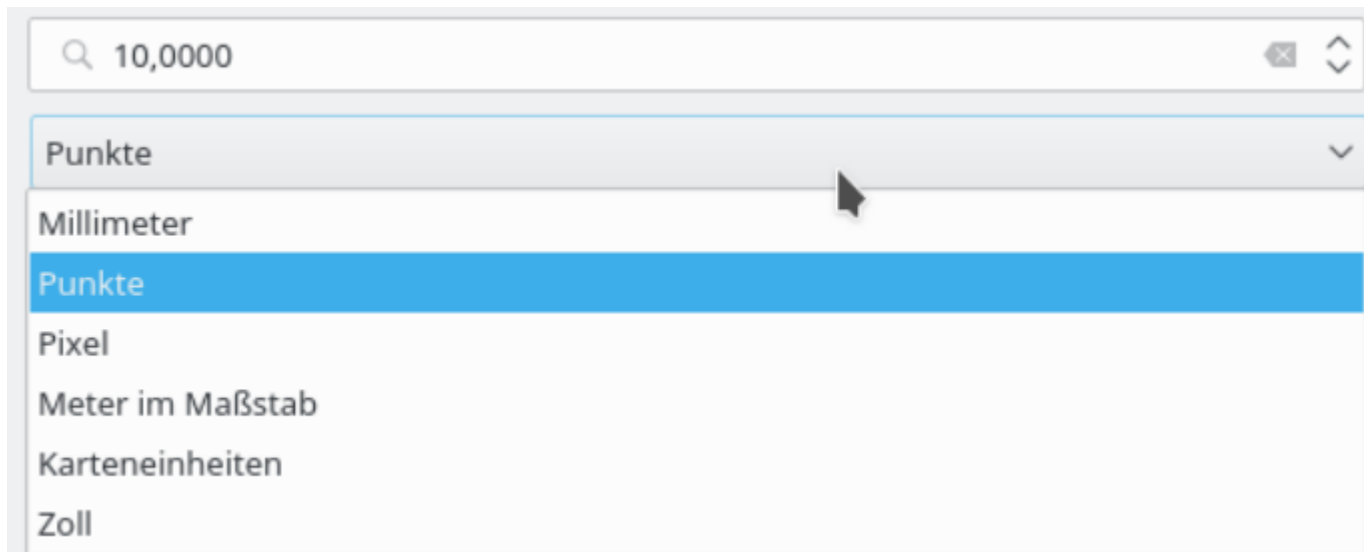 10,0000
Punkte
Millimeter
Punkte
Pixel
Meter im Maßstab
Karteneinheiten
Zoll